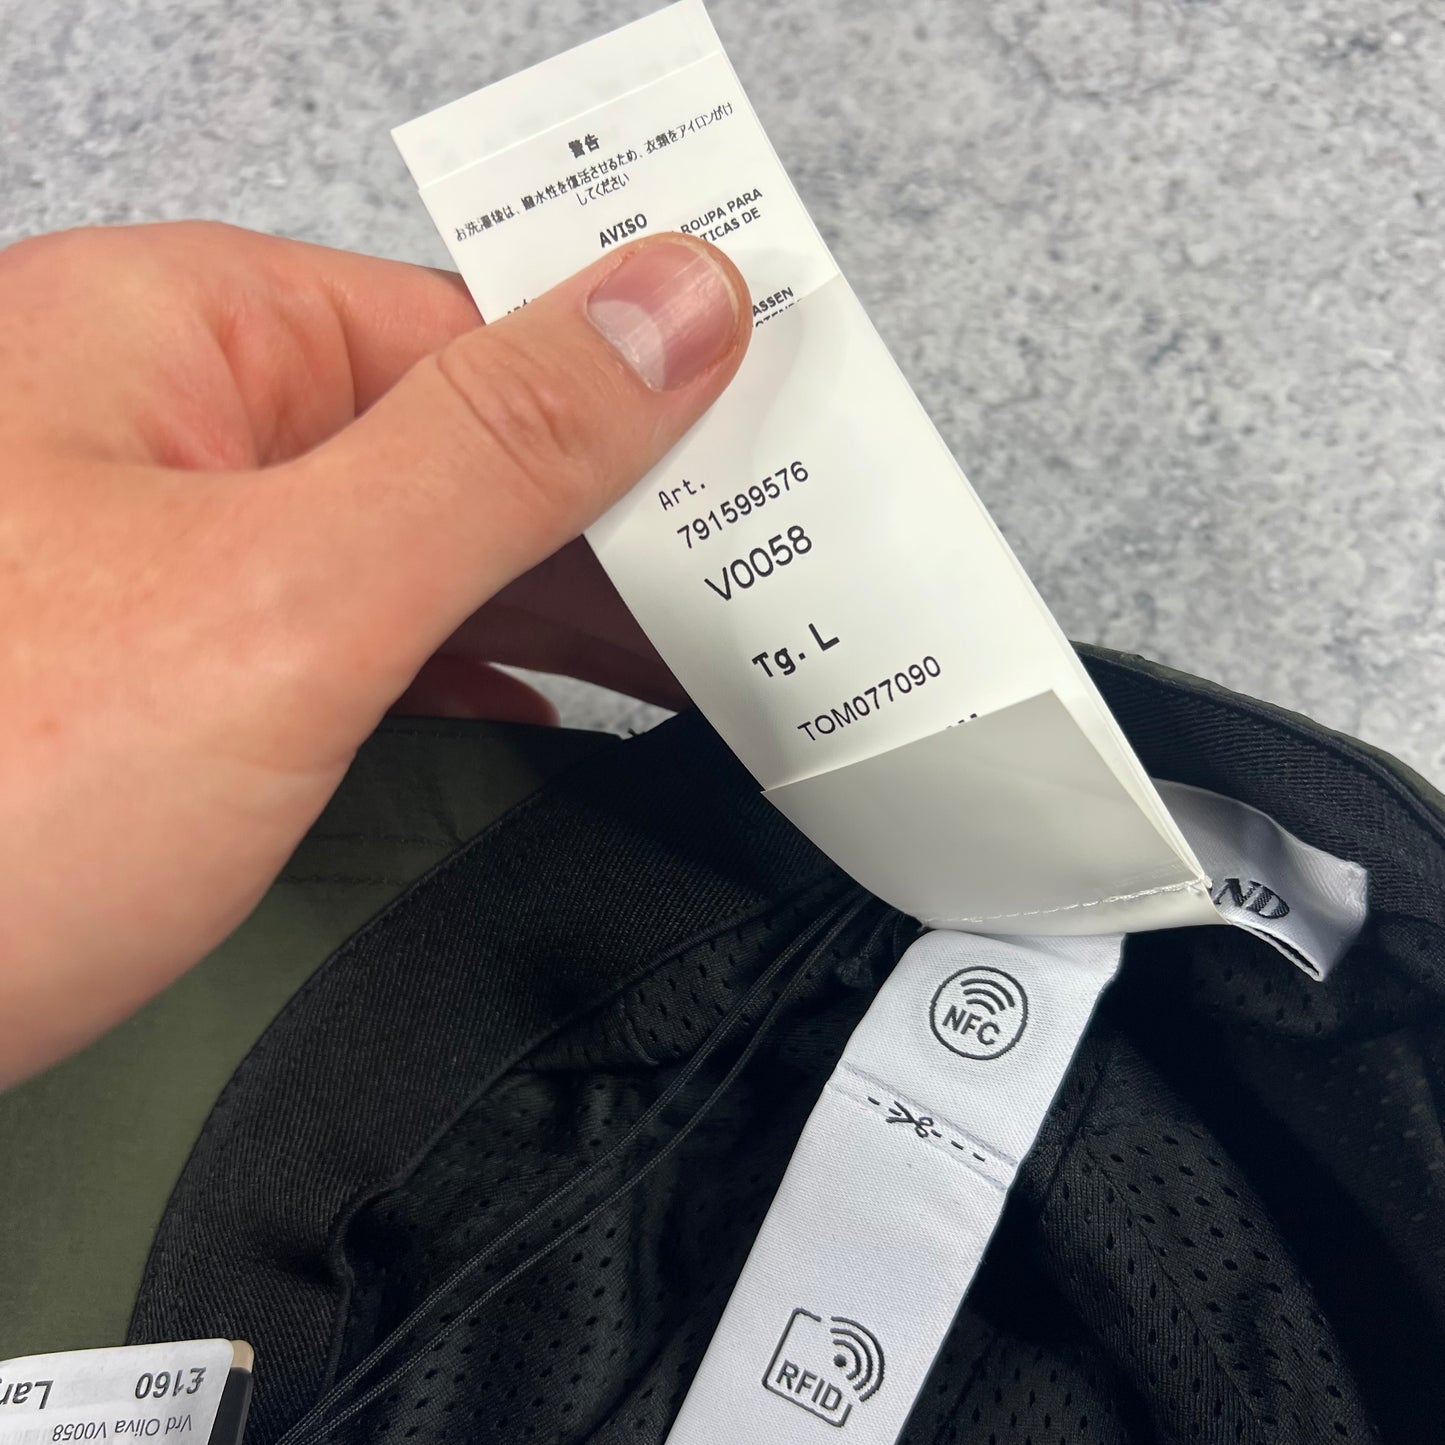 警告
お洗濯後は、撥水性を復活させるため、衣類をアイロンがけ
してください
AVISO
ROUPA PARA
TICAS DE
ASSEN
Art.
791599576
V0058
Tg. L
TOM077090
ND
NFC
RFID
£160
Vrd Oliva V0058